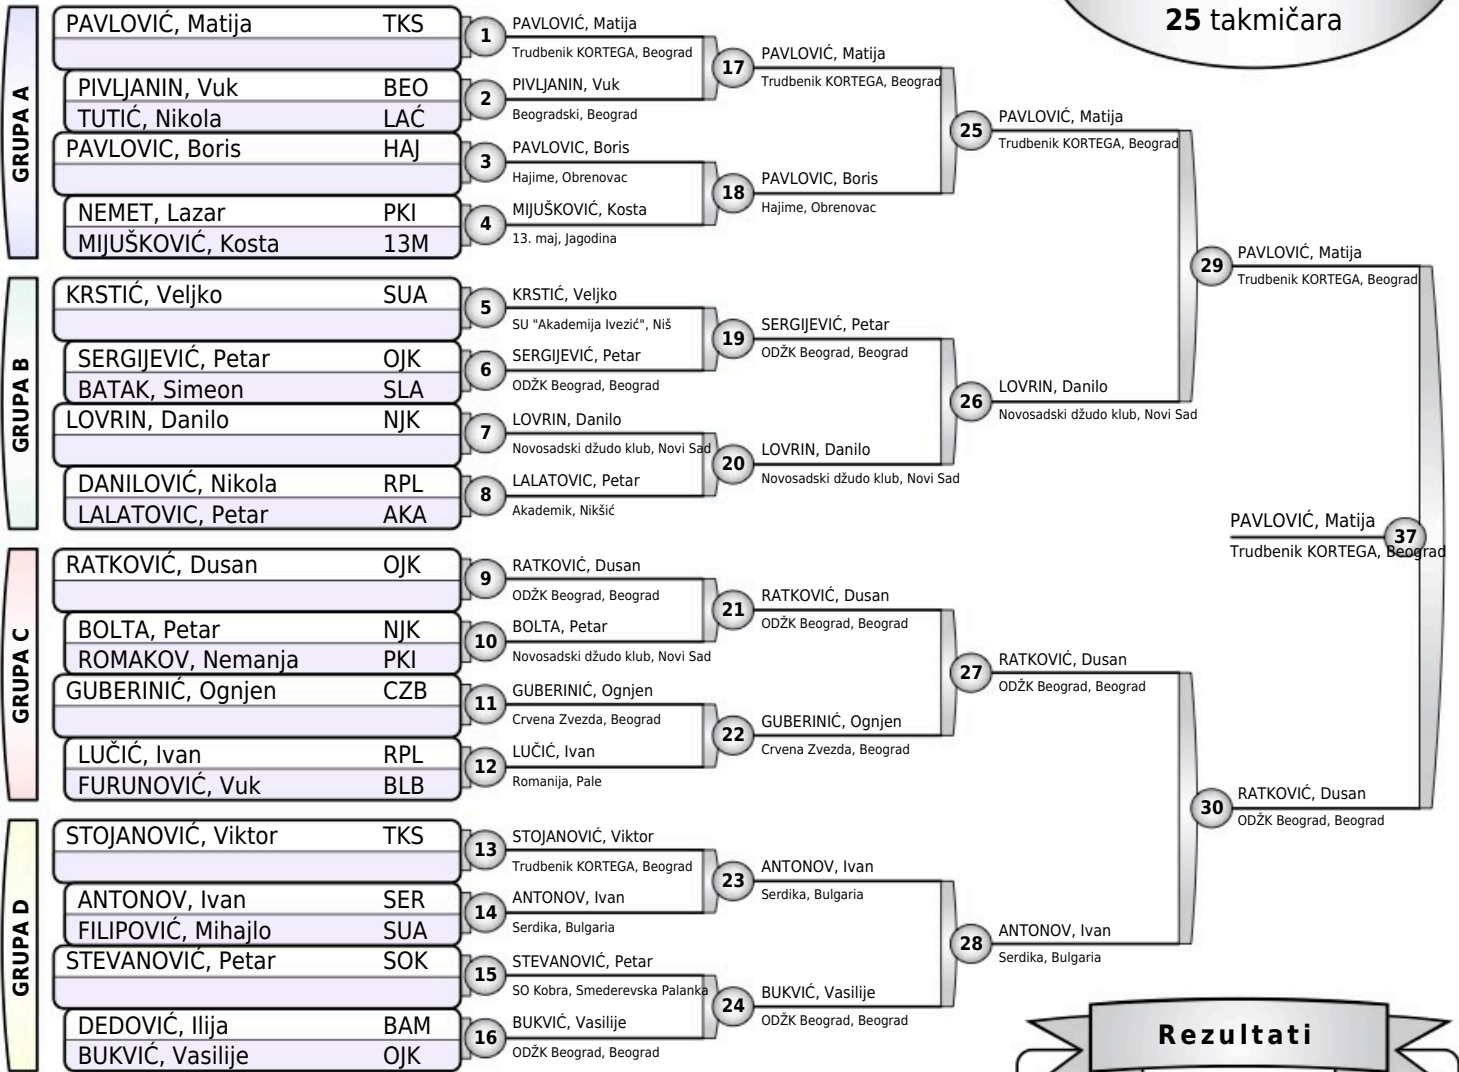 25 takmičara
GRUPA A
PAVLOVIĆ, Matija TKS
PIVLJANIN, Vuk BEO
TUTIĆ, Nikola LAĆ
PAVLOVIC, Boris HAJ
NEMET, Lazar PKI
MIJUŠKOVIĆ, Kosta 13M
1
PAVLOVIĆ, Matija
Trudbenik KORTEGA, Beograd
2
PIVLJANIN, Vuk
Beogradski, Beograd
3
PAVLOVIC, Boris
Hajime, Obrenovac
4
MIJUŠKOVIĆ, Kosta
13. maj, Jagodina
17
PAVLOVIĆ, Matija
Trudbenik KORTEGA, Beograd
18
PAVLOVIC, Boris
Hajime, Obrenovac
25
PAVLOVIĆ, Matija
Trudbenik KORTEGA, Beograd
GRUPA B
KRSTIĆ, Veljko SUA
SERGIJEVIĆ, Petar OJK
BATAK, Simeon SLA
LOVRIN, Danilo NJK
DANILOVIĆ, Nikola RPL
LALATOVIC, Petar AKA
5
KRSTIĆ, Veljko
SU "Akademija Ivezić", Niš
6
SERGIJEVIĆ, Petar
ODŽK Beograd, Beograd
7
LOVRIN, Danilo
Novosadski džudo klub, Novi Sad
8
LALATOVIC, Petar
Akademik, Nikšić
19
SERGIJEVIĆ, Petar
ODŽK Beograd, Beograd
20
LOVRIN, Danilo
Novosadski džudo klub, Novi Sad
26
LOVRIN, Danilo
Novosadski džudo klub, Novi Sad
29
PAVLOVIĆ, Matija
Trudbenik KORTEGA, Beograd
GRUPA C
RATKOVIĆ, Dusan OJK
BOLTA, Petar NJK
ROMAKOV, Nemanja PKI
GUBERINIĆ, Ognjen CZB
LUČIĆ, Ivan RPL
FURUNOVIĆ, Vuk BLB
9
RATKOVIĆ, Dusan
ODŽK Beograd, Beograd
10
BOLTA, Petar
Novosadski džudo klub, Novi Sad
11
GUBERINIĆ, Ognjen
Crvena Zvezda, Beograd
12
LUČIĆ, Ivan
Romanija, Pale
21
RATKOVIĆ, Dusan
ODŽK Beograd, Beograd
22
GUBERINIĆ, Ognjen
Crvena Zvezda, Beograd
27
RATKOVIĆ, Dusan
ODŽK Beograd, Beograd
GRUPA D
STOJANOVIĆ, Viktor TKS
ANTONOV, Ivan SER
FILIPOVIĆ, Mihajlo SUA
STEVANOVIĆ, Petar SOK
DEDOVIĆ, Ilija BAM
BUKVIĆ, Vasilije OJK
13
STOJANOVIĆ, Viktor
Trudbenik KORTEGA, Beograd
14
ANTONOV, Ivan
Serdika, Bulgaria
15
STEVANOVIĆ, Petar
SO Kobra, Smederevska Palanka
16
BUKVIĆ, Vasilije
ODŽK Beograd, Beograd
23
ANTONOV, Ivan
Serdika, Bulgaria
24
BUKVIĆ, Vasilije
ODŽK Beograd, Beograd
28
ANTONOV, Ivan
Serdika, Bulgaria
30
RATKOVIĆ, Dusan
ODŽK Beograd, Beograd
37
PAVLOVIĆ, Matija
Trudbenik KORTEGA, Beograd
Rezultati